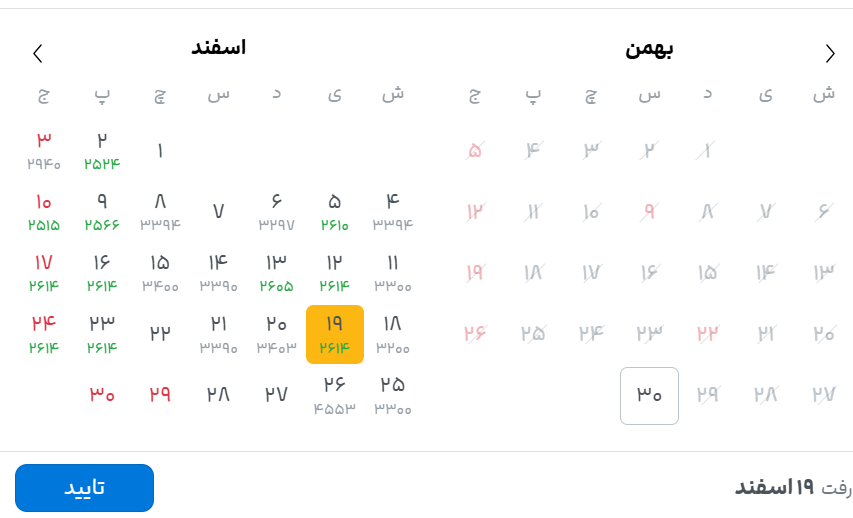 بهمن
ش ی د س چ پ ج
۱ ۲ ۳ ۴ ۵
۶ ۷ ۸ ۹ ۱۰ ۱۱ ۱۲
۱۳ ۱۴ ۱۵ ۱۶ ۱۷ ۱۸ ۱۹
۲۰ ۲۱ ۲۲ ۲۳ ۲۴ ۲۵ ۲۶
۲۷ ۲۸ ۲۹ ۳۰
اسفند
ش ی د س چ پ ج
۱ ۲ ۳
۲۵۲۴ ۲۹۴۰
۴ ۵ ۶ ۷ ۸ ۹ ۱۰
۳۳۹۴ ۲۶۱۰ ۳۲۹۷ ۳۳۹۴ ۲۵۶۶ ۲۵۱۵
۱۱ ۱۲ ۱۳ ۱۴ ۱۵ ۱۶ ۱۷
۳۳۰۰ ۲۶۱۴ ۲۶۰۵ ۳۳۹۰ ۳۴۰۰ ۲۶۱۴ ۲۶۱۴
۱۸ ۱۹ ۲۰ ۲۱ ۲۲ ۲۳ ۲۴
۳۲۰۰ ۲۶۱۴ ۳۴۰۳ ۳۳۹۰ ۲۶۱۴ ۲۶۱۴
۲۵ ۲۶ ۲۷ ۲۸ ۲۹ ۳۰
۳۳۰۰ ۴۵۵۳
رفت ۱۹ اسفند
تایید